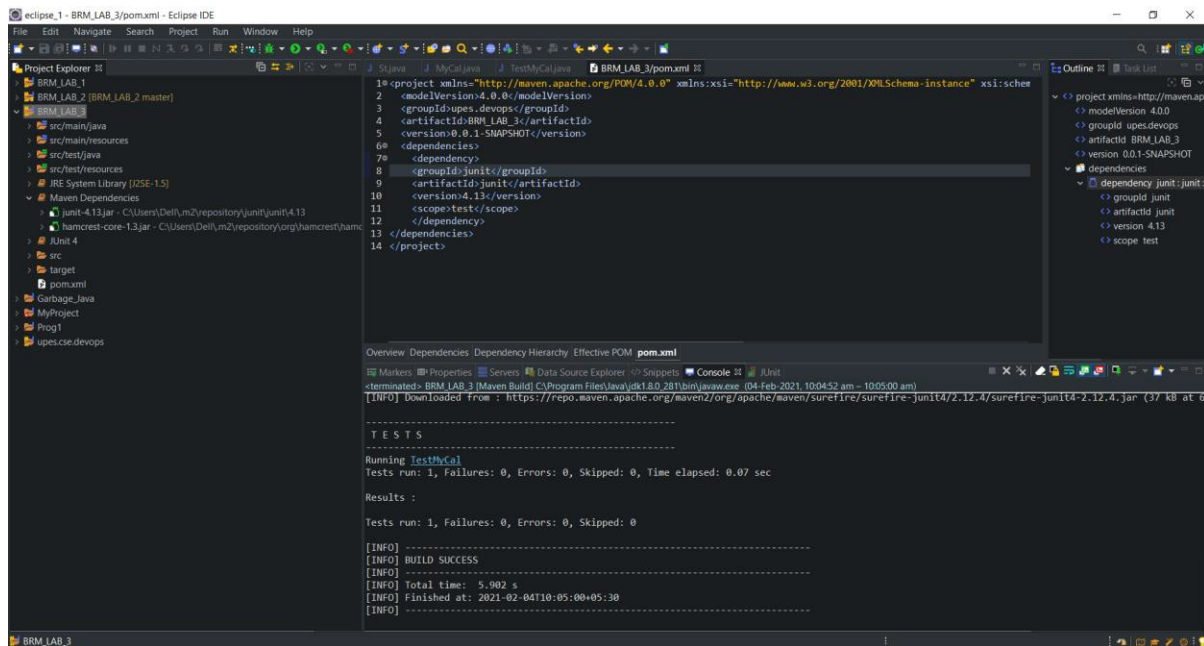 eclipse_1 - BRM_LAB_3/pom.xml - Eclipse IDE
File Edit Navigate Search Project Run Window Help
Project Explorer
BRM_LAB_1
BRM_LAB_2 [BRM_LAB_2 master]
BRM_LAB_3
src/main/java
src/main/resources
src/test/java
src/test/resources
JRE System Library [J2SE-1.5]
Maven Dependencies
junit-4.13.jar - C:\Users\Dell\.m2\repository\junit\junit\4.13
hamcrest-core-1.3.jar - C:\Users\Dell\.m2\repository\org\hamcrest\hamc
JUnit 4
src
target
pom.xml
Garbage_Java
MyProject
Prog1
upes.cse.devops
St.java MyCal.java TestMyCal.java BRM_LAB_3/pom.xml
1 <project xmlns="http://maven.apache.org/POM/4.0.0" xmlns:xsi="http://www.w3.org/2001/XMLSchema-instance" xsi:schem
2 <modelVersion>4.0.0</modelVersion>
3 <groupId>upes.devops</groupId>
4 <artifactId>BRM_LAB_3</artifactId>
5 <version>0.0.1-SNAPSHOT</version>
6 <dependencies>
7 <dependency>
8 <groupId>junit</groupId>
9 <artifactId>junit</artifactId>
10 <version>4.13</version>
11 <scope>test</scope>
12 </dependency>
13 </dependencies>
14 </project>
Overview Dependencies Dependency Hierarchy Effective POM pom.xml
Outline Task List
project xmlns=http://maven.ap
modelVersion 4.0.0
groupId upes.devops
artifactId BRM_LAB_3
version 0.0.1-SNAPSHOT
dependencies
dependency junit : junit :
groupId junit
artifactId junit
version 4.13
scope test
Markers Properties Servers Data Source Explorer Snippets Console JUnit
<terminated> BRM_LAB_3 [Maven Build] C:\Program Files\Java\jdk1.8.0_281\bin\javaw.exe (04-Feb-2021, 10:04:52 am – 10:05:00 am)
[INFO] Downloaded from : https://repo.maven.apache.org/maven2/org/apache/maven/surefire/surefire-junit4/2.12.4/surefire-junit4-2.12.4.jar (37 kB at 6
-------------------------------------------------------
T E S T S
-------------------------------------------------------
Running TestMyCal
Tests run: 1, Failures: 0, Errors: 0, Skipped: 0, Time elapsed: 0.07 sec
Results :
Tests run: 1, Failures: 0, Errors: 0, Skipped: 0
[INFO] ------------------------------------------------------------------------
[INFO] BUILD SUCCESS
[INFO] ------------------------------------------------------------------------
[INFO] Total time: 5.902 s
[INFO] Finished at: 2021-02-04T10:05:00+05:30
[INFO] ------------------------------------------------------------------------
BRM_LAB_3